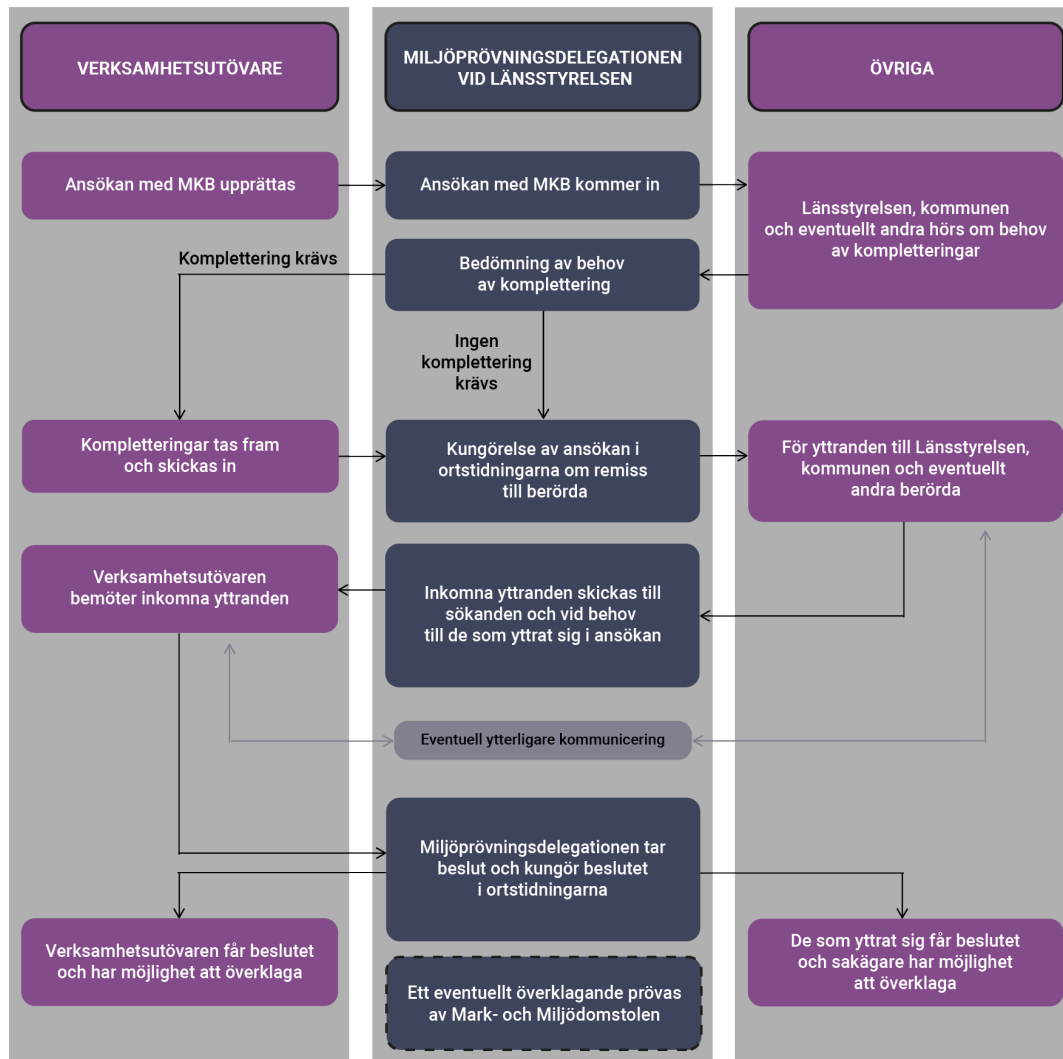 VERKSAMHETSUTÖVARE
MILJÖPRÖVNINGSDELEGATIONEN
VID LÄNSSTYRELSEN
ÖVRIGA
Ansökan med MKB upprättas
Ansökan med MKB kommer in
Länsstyrelsen, kommunen
och eventuellt andra hörs om behov
av kompletteringar
Komplettering krävs
Bedömning av behov
av komplettering
Ingen
komplettering
krävs
Kompletteringar tas fram
och skickas in
Kungörelse av ansökan i
ortstidningarna om remiss
till berörda
För yttranden till Länsstyrelsen,
kommunen och eventuellt
andra berörda
Verksamhetsutövaren
bemöter inkomna yttranden
Inkomna yttranden skickas till
sökanden och vid behov
till de som yttrat sig i ansökan
Eventuell ytterligare kommunicering
Miljöprövningsdelegationen tar
beslut och kungör beslutet
i ortstidningarna
Verksamhetsutövaren får beslutet
och har möjlighet att överklaga
De som yttrat sig får beslutet
och sakägare har möjlighet
att överklaga
Ett eventuellt överklagande prövas
av Mark- och Miljödomstolen